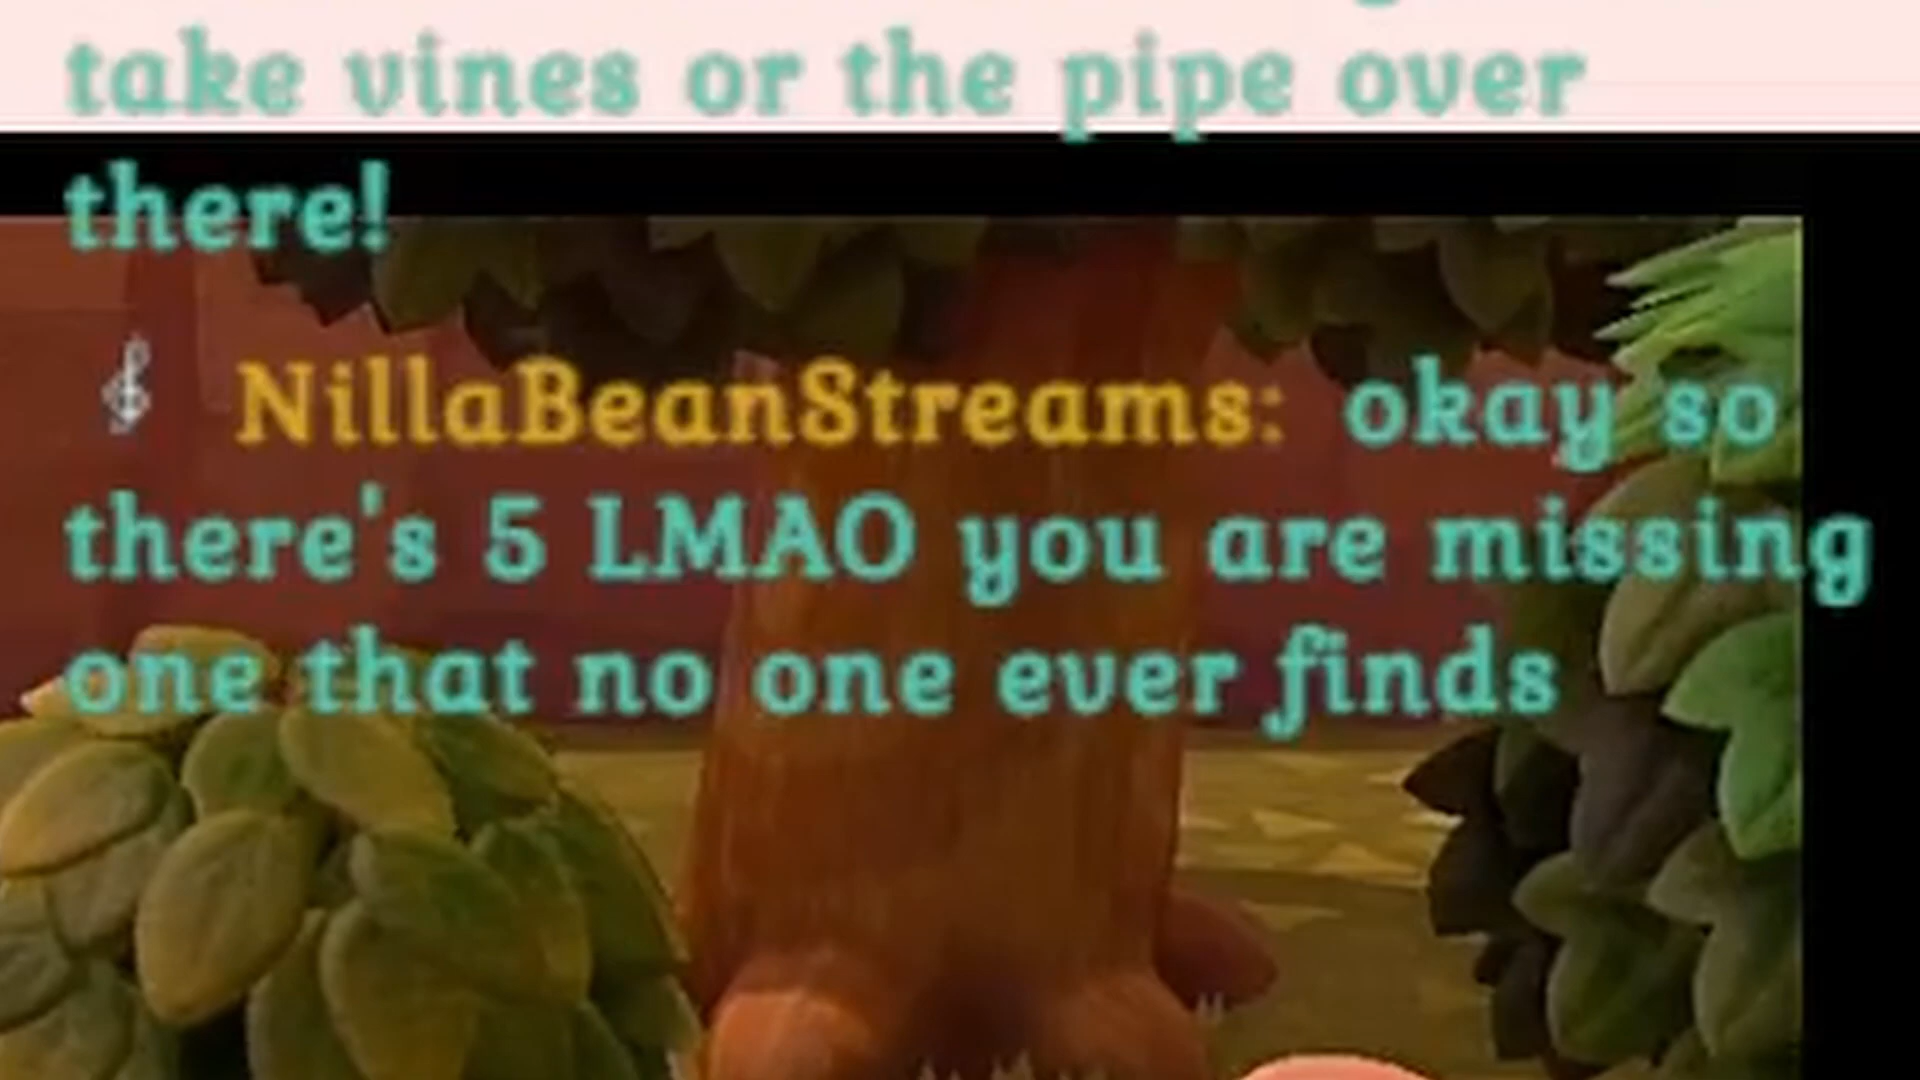 take vines or the pipe over
there!
NillaBeanStreams: okay so
there's 5 LMAO you are missing
one that no one ever finds